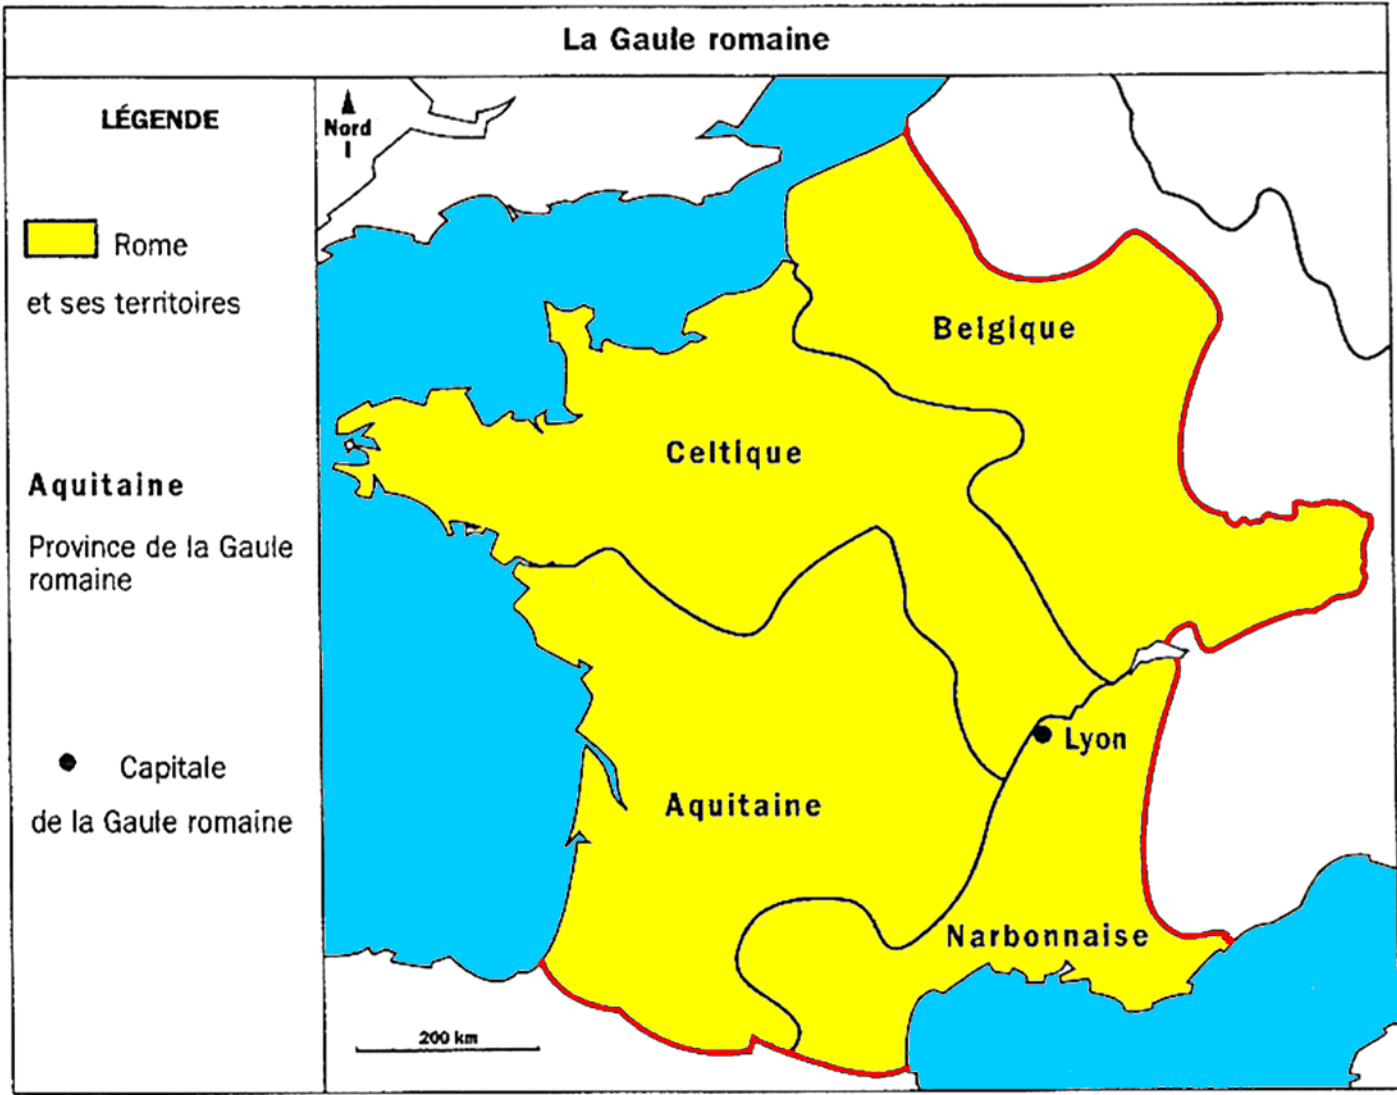 La Gaule romaine
LÉGENDE
Rome
et ses territoires
Aquitaine
Province de la Gaule
romaine
Capitale
de la Gaule romaine
Nord
Belgique
Celtique
Lyon
Aquitaine
Narbonnaise
200 km